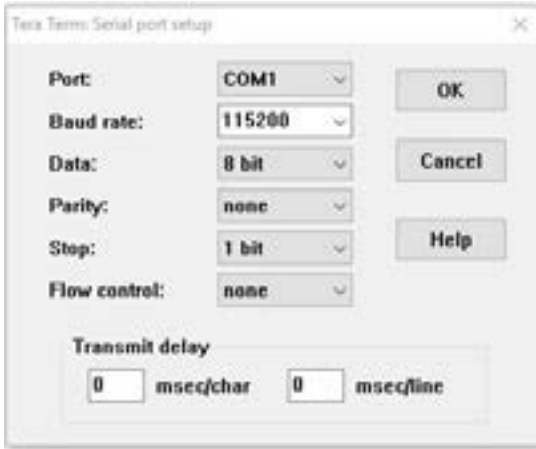 Tera Term: Serial port setup
Port: COM1
OK
Baud rate: 115200
Data: 8 bit
Cancel
Parity: none
Stop: 1 bit
Help
Flow control: none
Transmit delay
0 msec/char 0 msec/line